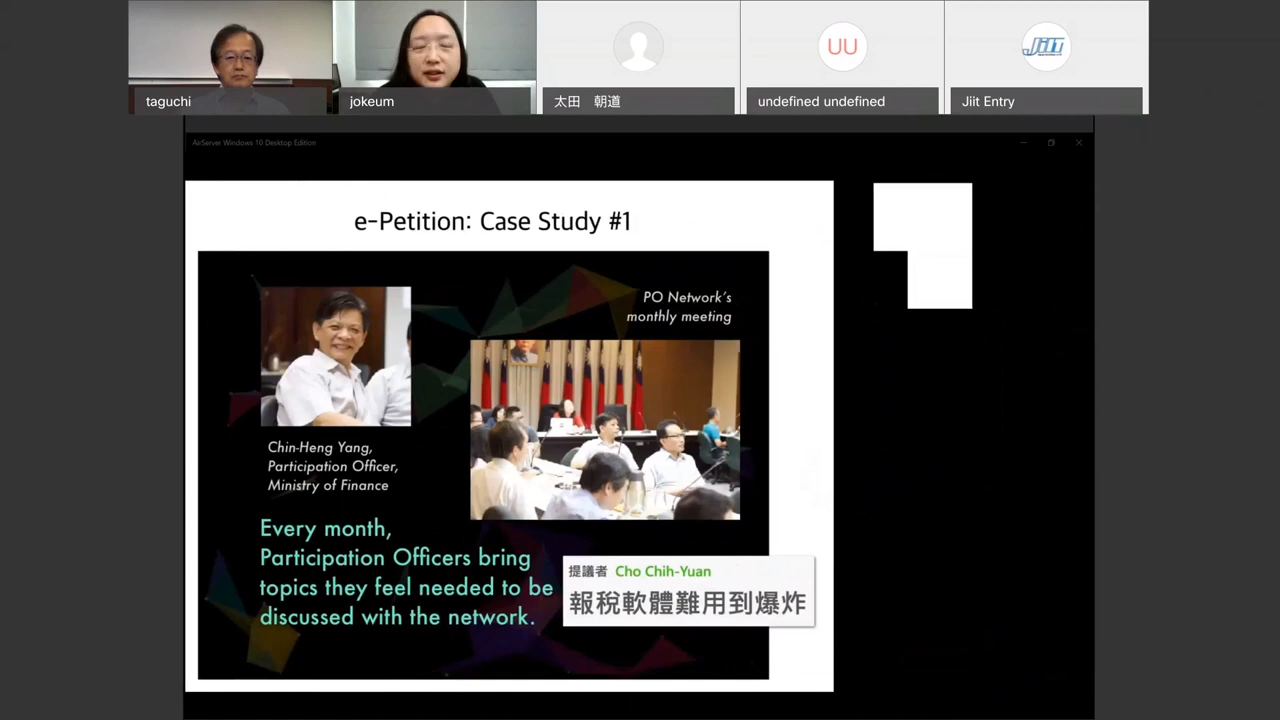 taguchi
jokeum
太田　朝道
UU
undefined undefined
JiiT
Jiit Entry
AirServer Windows 10 Desktop Edition
e-Petition: Case Study #1
PO Network's
monthly meeting
Chin-Heng Yang,
Participation Officer,
Ministry of Finance
Every month,
Participation Officers bring
topics they feel needed to be
discussed with the network.
提議者 Cho Chih-Yuan
報稅軟體難用到爆炸